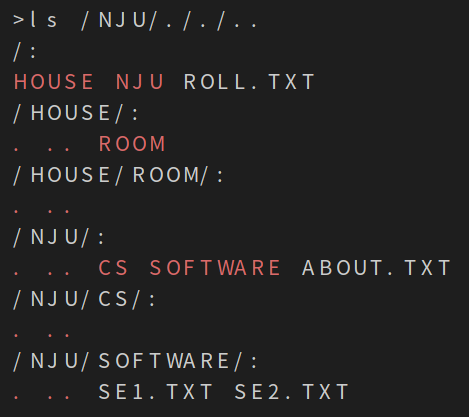 >ls /NJU/././..
/:
HOUSE NJU ROLL.TXT
/HOUSE/:
. .. ROOM
/HOUSE/ROOM/:
. ..
/NJU/:
. .. CS SOFTWARE ABOUT.TXT
/NJU/CS/:
. ..
/NJU/SOFTWARE/:
. .. SE1.TXT SE2.TXT